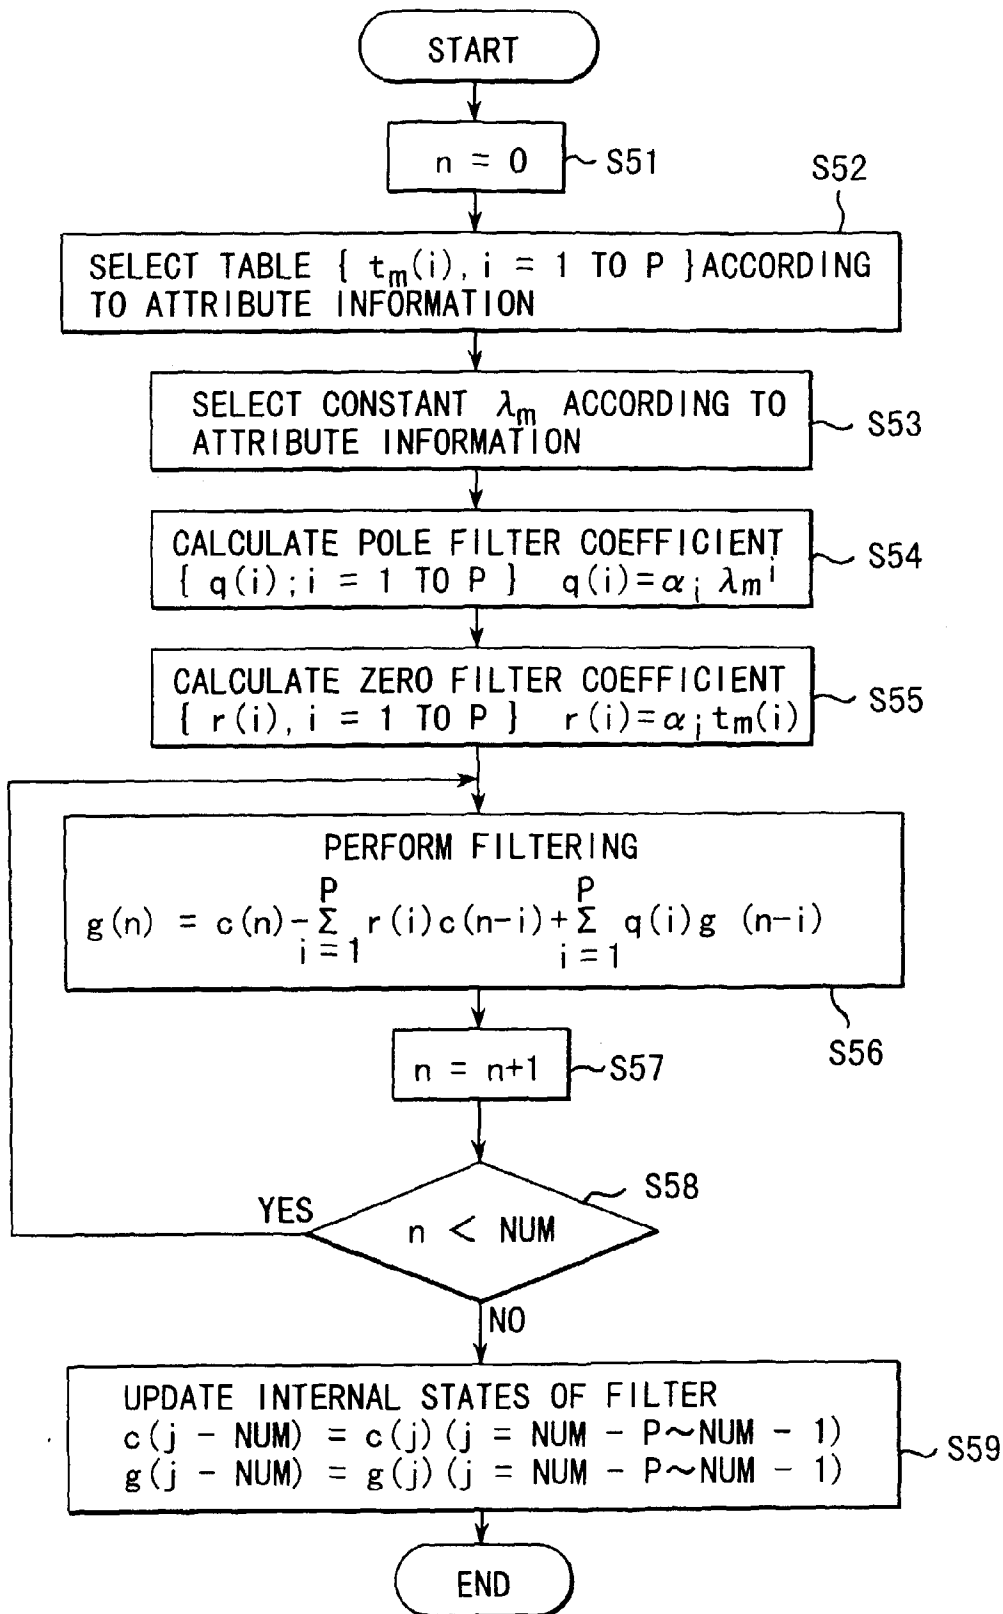 START
n = 0
S51
S52
SELECT TABLE { tₘ(i), i = 1 TO P } ACCORDING
TO ATTRIBUTE INFORMATION
SELECT CONSTANT λₘ ACCORDING TO
ATTRIBUTE INFORMATION
S53
CALCULATE POLE FILTER COEFFICIENT
{ q(i) ; i = 1 TO P } q(i) = αᵢ λₘⁱ
S54
CALCULATE ZERO FILTER COEFFICIENT
{ r(i), i = 1 TO P } r(i) = αᵢ tₘ(i)
S55
PERFORM FILTERING
P P
g(n) = c(n) - Σ r(i)c(n-i) + Σ q(i)g (n-i)
i = 1 i = 1
S56
n = n+1
S57
S58
YES
n < NUM
NO
UPDATE INTERNAL STATES OF FILTER
c(j - NUM) = c(j) (j = NUM - P~NUM - 1)
g(j - NUM) = g(j) (j = NUM - P~NUM - 1)
S59
END